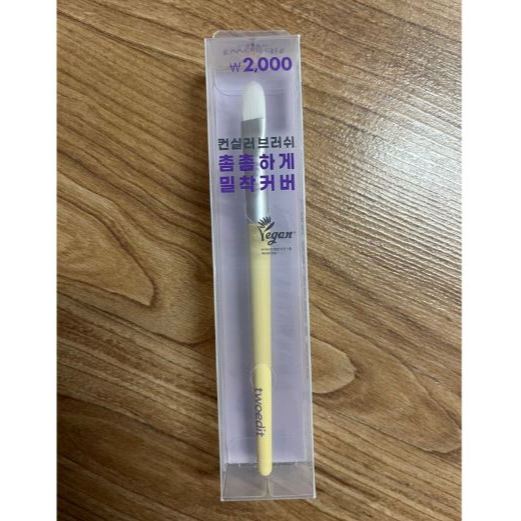 ₩2,000
컨실러브러쉬
촘촘하게
밀착커버
Vegan
twoedit